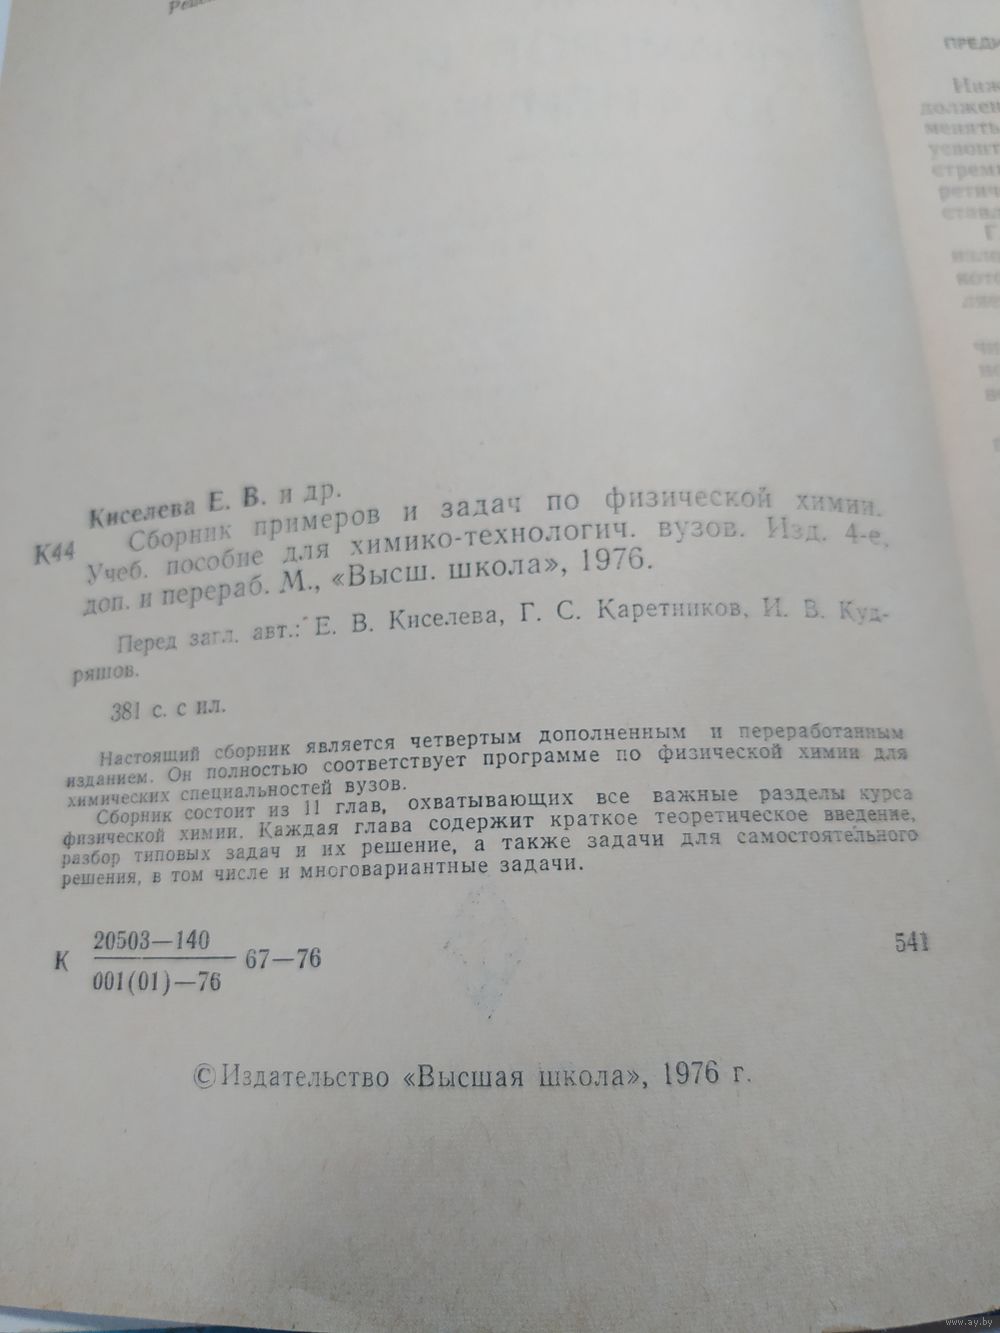 Киселева Е. В. и др.
К44 Сборник примеров и задач по физической химии.
Учеб. пособие для химико-технологич. вузов. Изд. 4-е,
доп. и перераб. М., «Высш. школа», 1976.
Перед загл. авт.: Е. В. Киселева, Г. С. Каретников, И. В. Куд-
ряшов.
381 с. с ил.
Настоящий сборник является четвертым дополненным и переработанным
изданием. Он полностью соответствует программе по физической химии для
химических специальностей вузов.
Сборник состоит из 11 глав, охватывающих все важные разделы курса
физической химии. Каждая глава содержит краткое теоретическое введение,
разбор типовых задач и их решение, а также задачи для самостоятельного
решения, в том числе и многовариантные задачи.
20503—140
К 67—76 541
001(01)—76
©Издательство «Высшая школа», 1976 г.
www.ay.by